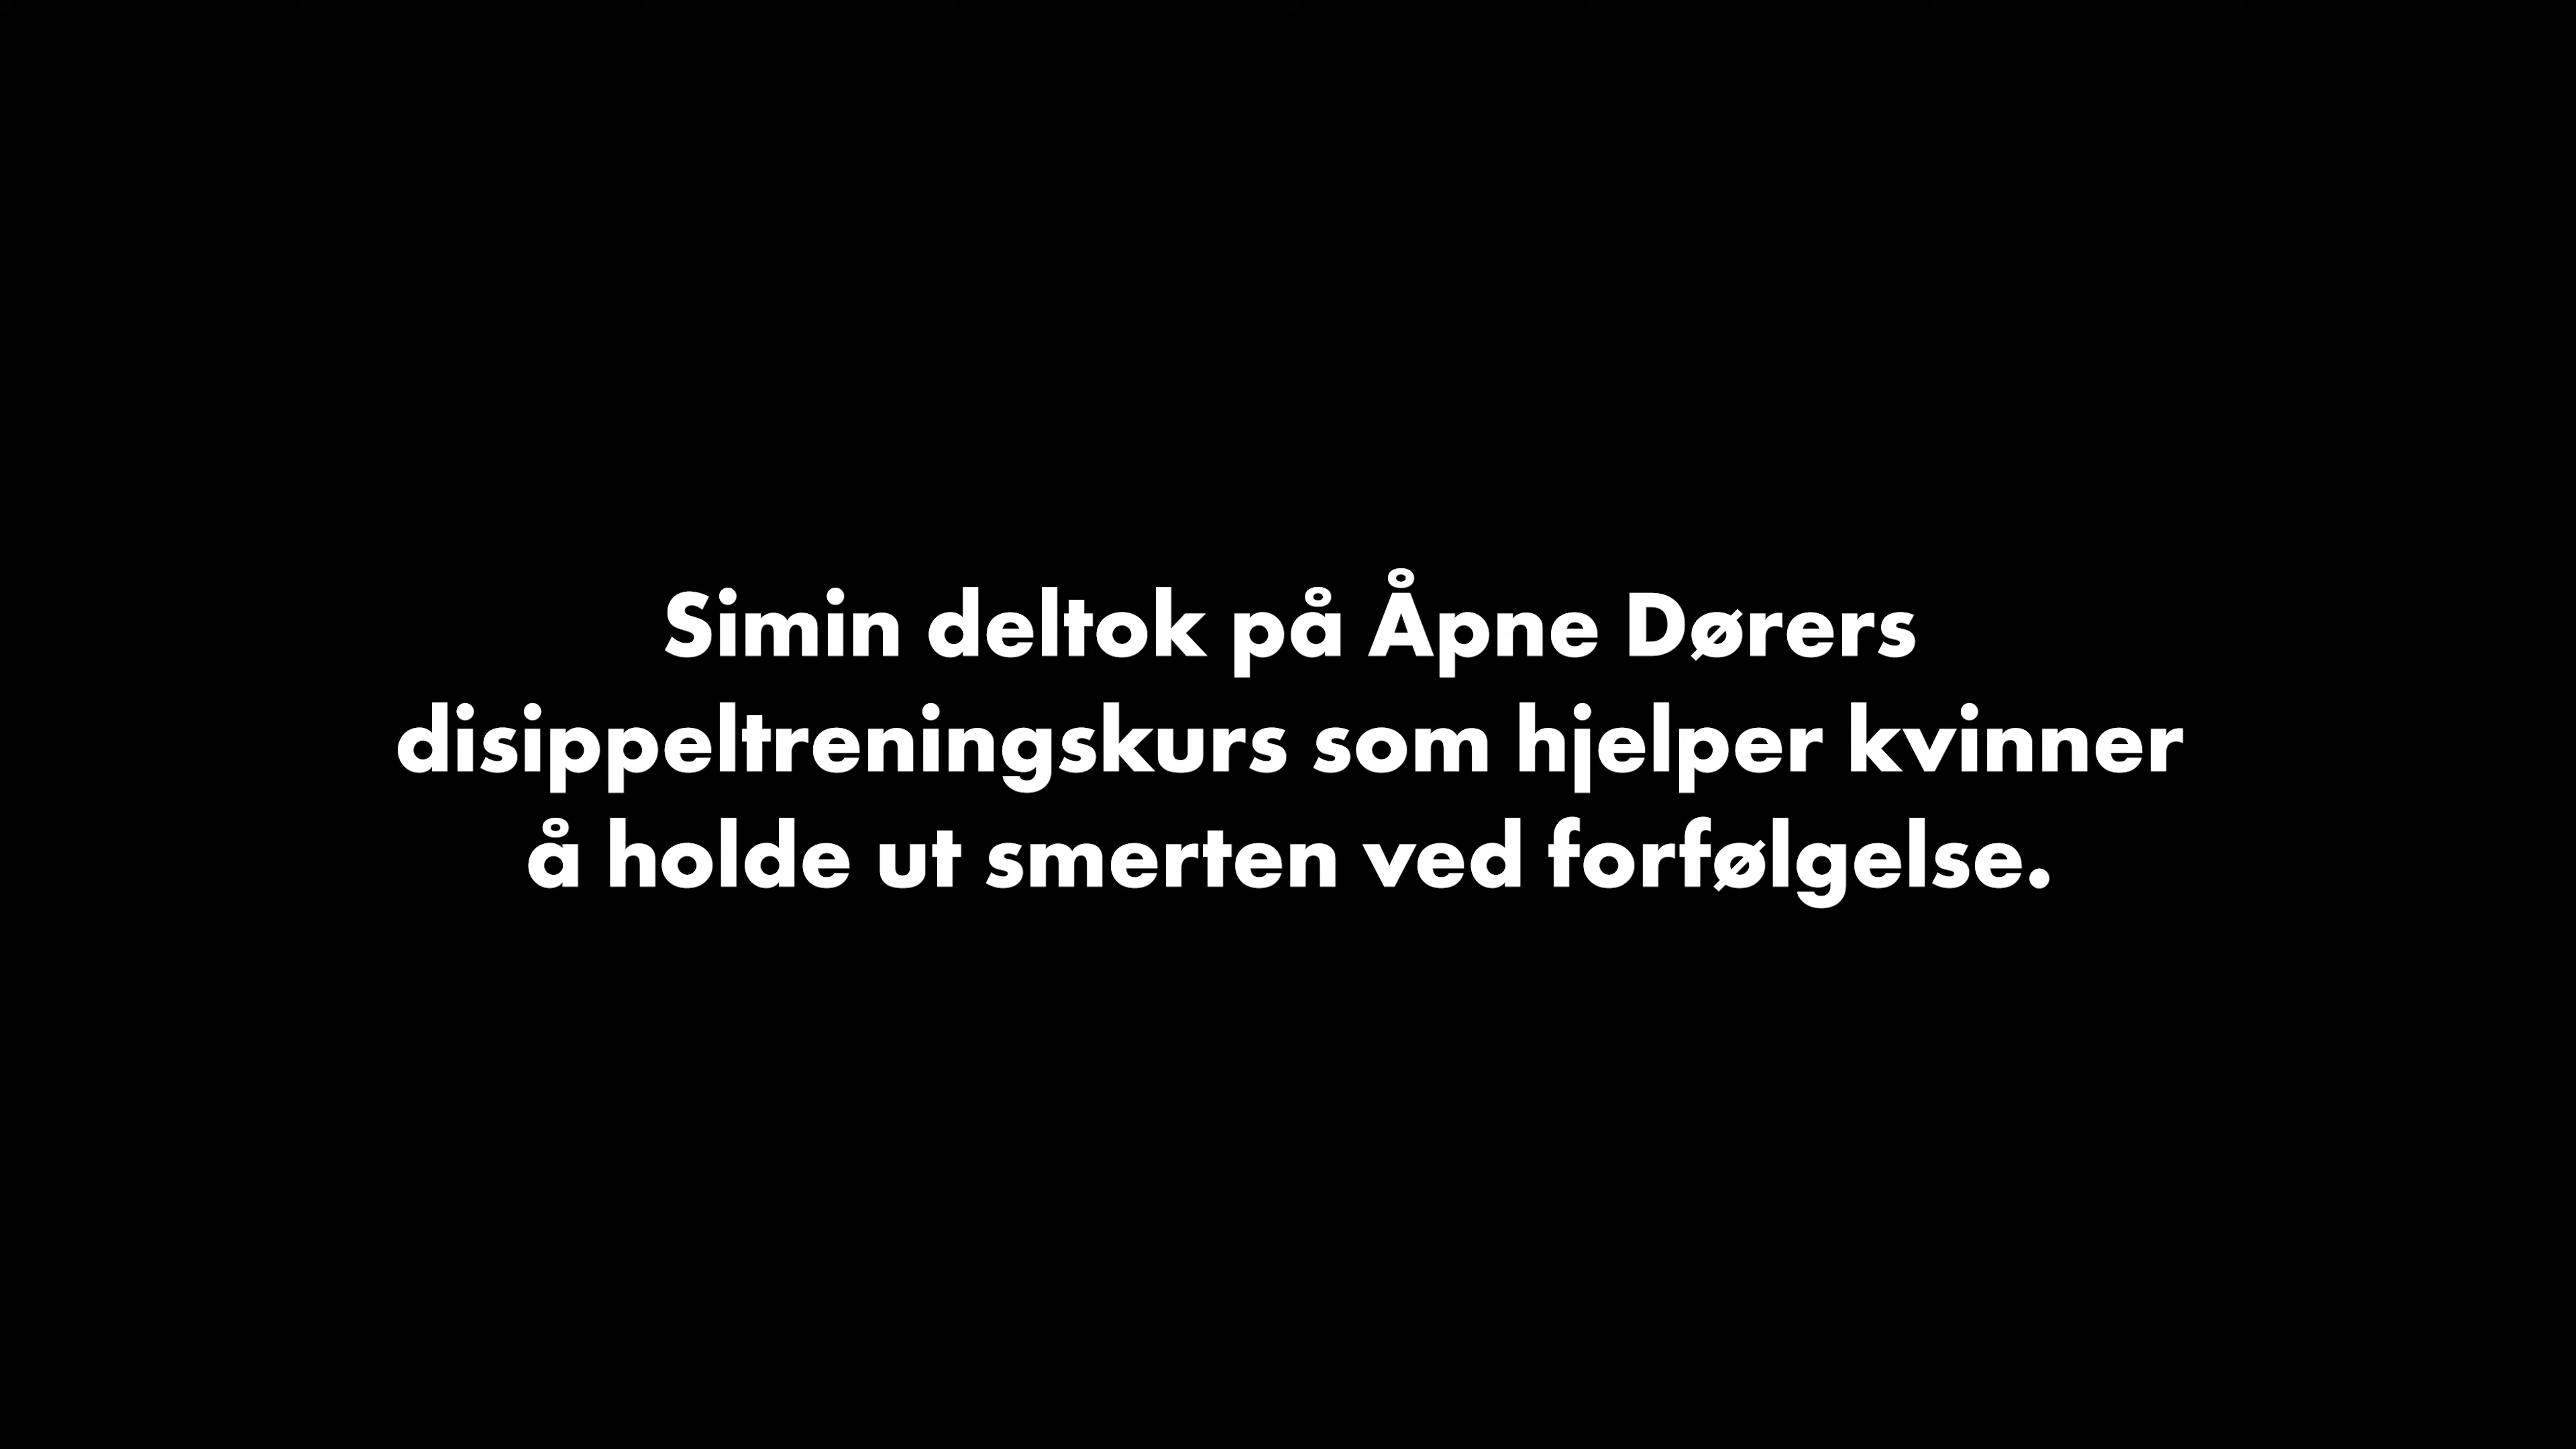 Simin deltok på Åpne Dørers
disippeltreningskurs som hjelper kvinner
å holde ut smerten ved forfølgelse.